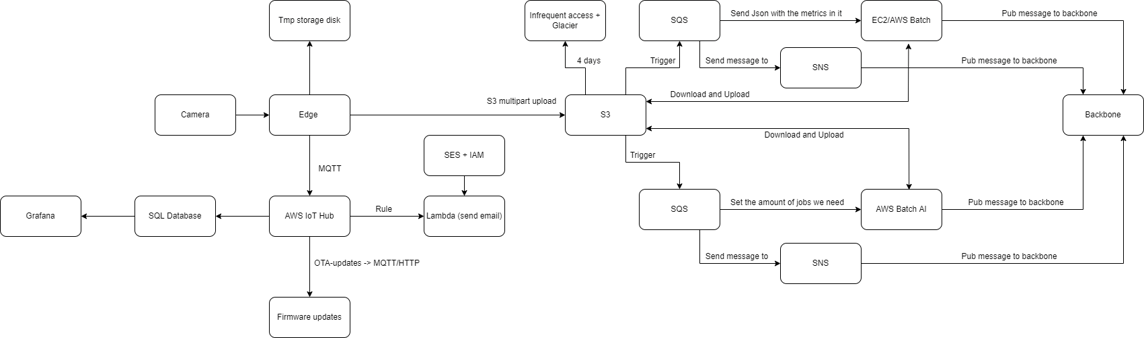 Tmp storage disk
Infrequent access +
Glacier
SQS
Send Json with the metrics in it
EC2/AWS Batch
Pub message to backbone
4 days
Trigger
Send message to
SNS
Pub message to backbone
Camera
Edge
S3 multipart upload
S3
Download and Upload
Backbone
Download and Upload
MQTT
SES + IAM
Trigger
Grafana
SQL Database
AWS IoT Hub
Rule
Lambda (send email)
SQS
Set the amount of jobs we need
AWS Batch AI
Pub message to backbone
OTA-updates -> MQTT/HTTP
Send message to
SNS
Pub message to backbone
Firmware updates